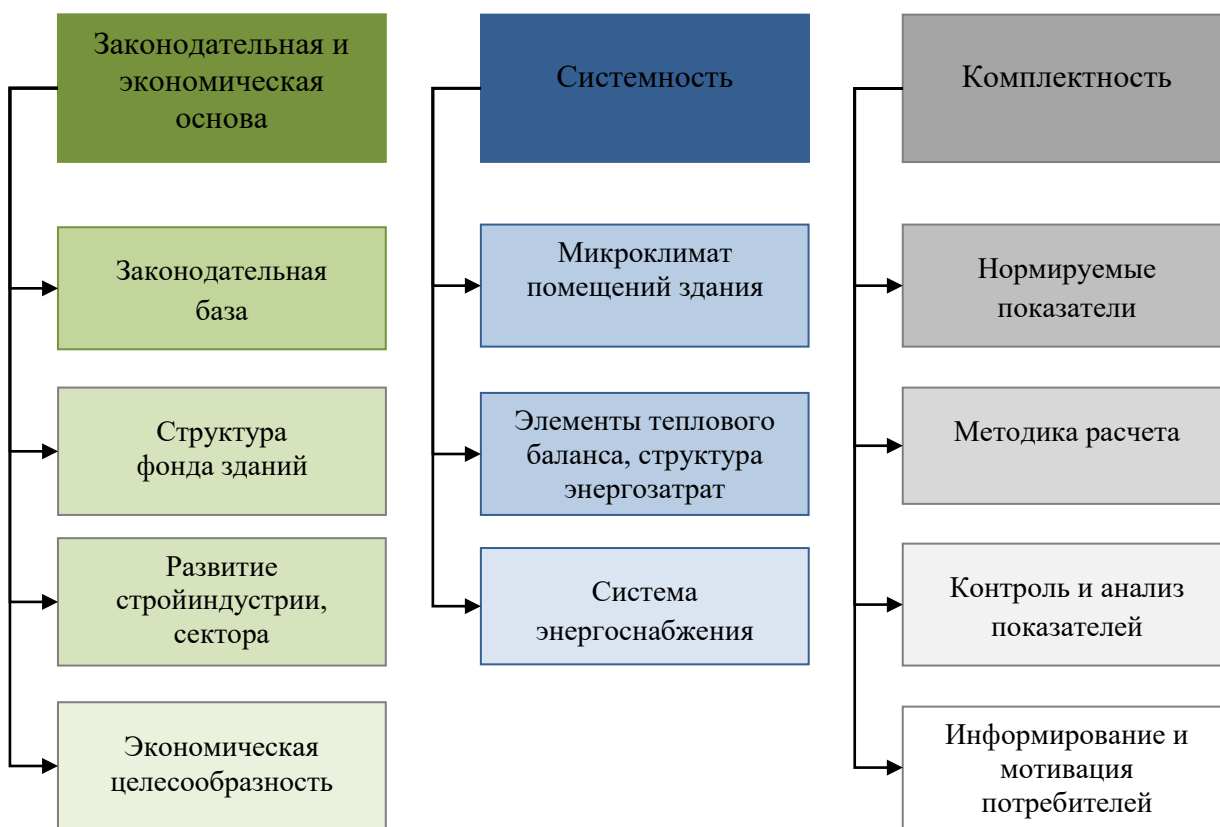 Законодательная и
экономическая
основа
Законодательная
база
Структура
фонда зданий
Развитие
стройиндустрии,
сектора
Экономическая
целесообразность
Системность
Микроклимат
помещений здания
Элементы теплового
баланса, структура
энергозатрат
Система
энергоснабжения
Комплектность
Нормируемые
показатели
Методика расчета
Контроль и анализ
показателей
Информирование и
мотивация
потребителей